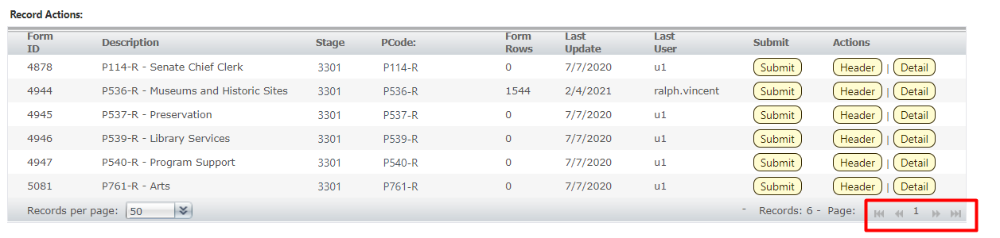 Record Actions:
Form ID Description Stage PCode: Form Rows Last Update Last User Submit Actions
4878 P114-R - Senate Chief Clerk 3301 P114-R 0 7/7/2020 u1 Submit Header | Detail
4944 P536-R - Museums and Historic Sites 3301 P536-R 1544 2/4/2021 ralph.vincent Submit Header | Detail
4945 P537-R - Preservation 3301 P537-R 0 7/7/2020 u1 Submit Header | Detail
4946 P539-R - Library Services 3301 P539-R 0 7/7/2020 u1 Submit Header | Detail
4947 P540-R - Program Support 3301 P540-R 0 7/7/2020 u1 Submit Header | Detail
5081 P761-R - Arts 3301 P761-R 0 7/7/2020 u1 Submit Header | Detail
Records per page: 50 - Records: 6 - Page: 1